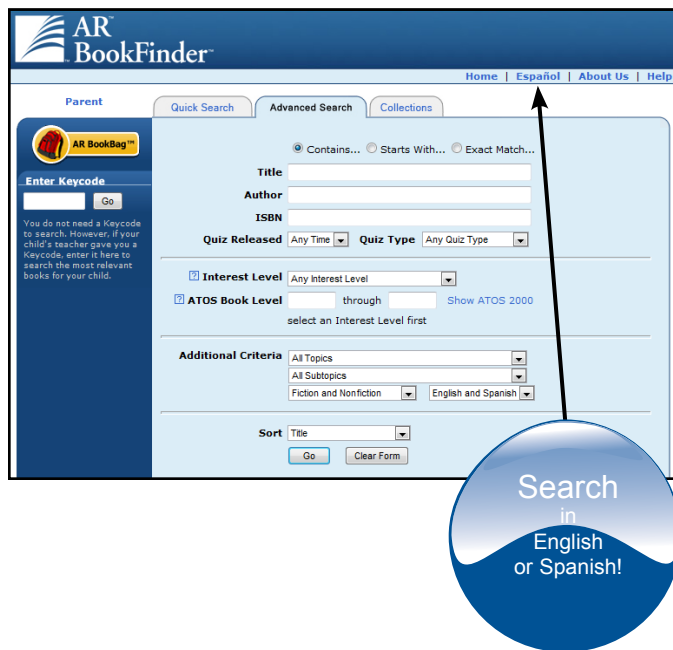 AR™
BookFinder™
Home | Español | About Us | Help
Parent
Quick Search
Advanced Search
Collections
AR BookBag™
Enter Keycode
Go
You do not need a Keycode
to search. However, if your
child's teacher gave you a
Keycode, enter it here to
search the most relevant
books for your child.
Contains... Starts With... Exact Match...
Title
Author
ISBN
Quiz Released Any Time Quiz Type Any Quiz Type
? Interest Level Any Interest Level
? ATOS Book Level through Show ATOS 2000
select an Interest Level first
Additional Criteria All Topics
All Subtopics
Fiction and Nonfiction English and Spanish
Sort Title
Go Clear Form
Search
in
English
or Spanish!